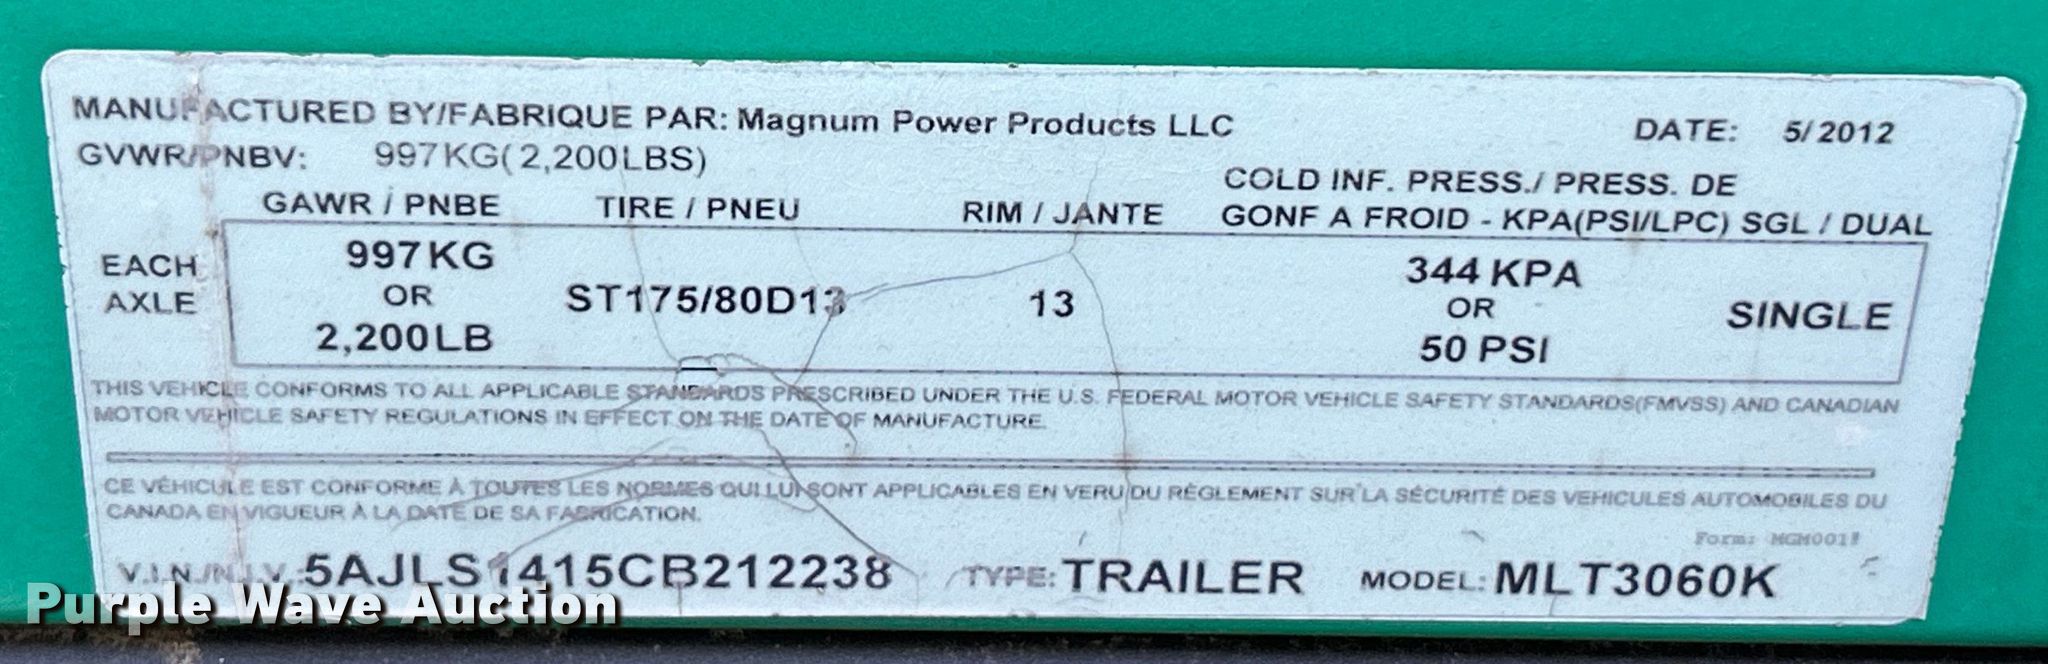 MANUFACTURED BY/FABRIQUE PAR: Magnum Power Products LLC
DATE: 5/2012
GVWR/PNBV: 997KG(2,200LBS)
GAWR / PNBE TIRE / PNEU RIM / JANTE
COLD INF. PRESS./ PRESS. DE
GONF A FROID - KPA(PSI/LPC) SGL / DUAL
EACH
AXLE
997KG
OR
2,200LB
ST175/80D13
13
344 KPA
OR
50 PSI
SINGLE
THIS VEHICLE CONFORMS TO ALL APPLICABLE STANDARDS PRESCRIBED UNDER THE U.S. FEDERAL MOTOR VEHICLE SAFETY STANDARDS(FMVSS) AND CANADIAN
MOTOR VEHICLE SAFETY REGULATIONS IN EFFECT ON THE DATE OF MANUFACTURE.
CE VÉHICULE EST CONFORME À TOUTES LES NORMES QUI LUI SONT APPLICABLES EN VERU DU RÈGLEMENT SUR LA SÉCURITÉ DES VEHICULES AUTOMOBILES DU
CANADA EN VIGUEUR À LA DATE DE SA FABRICATION.
Form:
V.I.N./N.I.V.:5AJLS1415CB212238 TYPE: TRAILER MODEL: MLT3060K
Purple Wave Auction